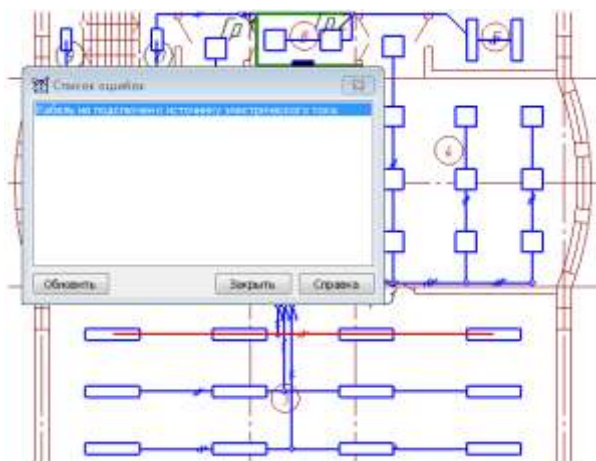 Список ошибок
Кабель не подключен к источнику электрического тока
Обновить
Закрыть
Справка